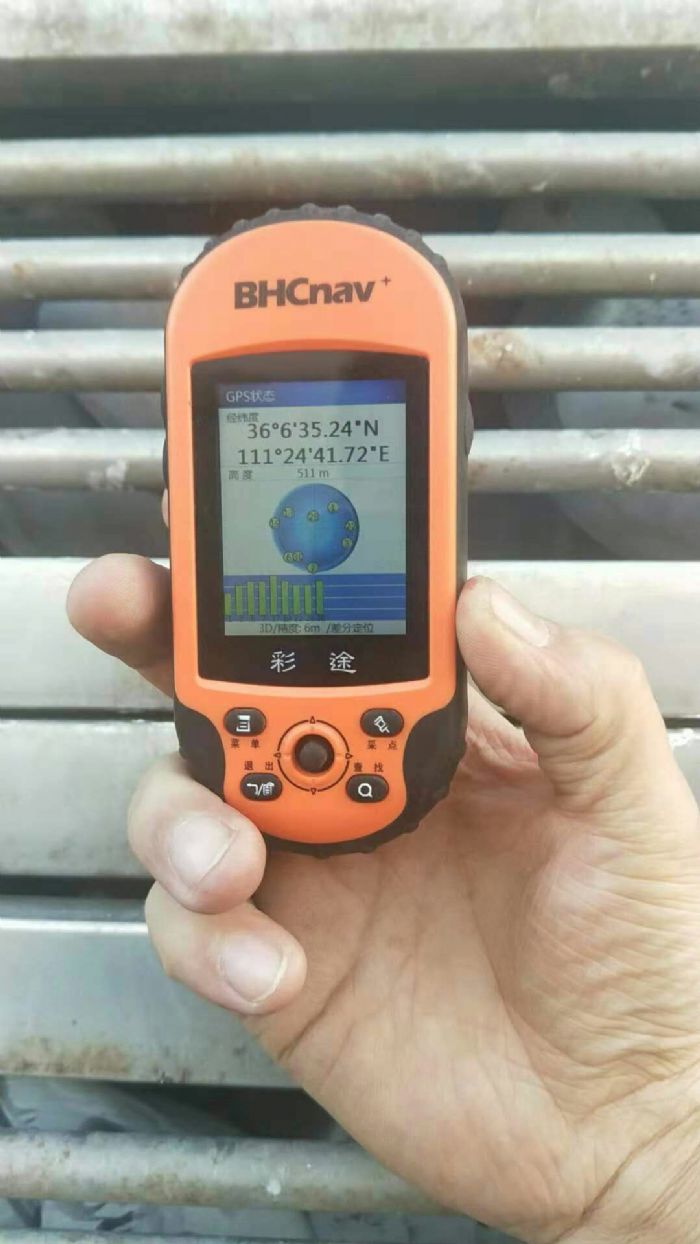 BHCnav+
GPS状态
经纬度
36°6'35.24"N
111°24'41.72"E
高度 511 m
3D/精度: 6m /差分定位
彩途
菜单 采点
退出 查找